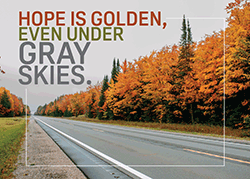 HOPE IS GOLDEN,
EVEN UNDER
GRAY
SKIES.